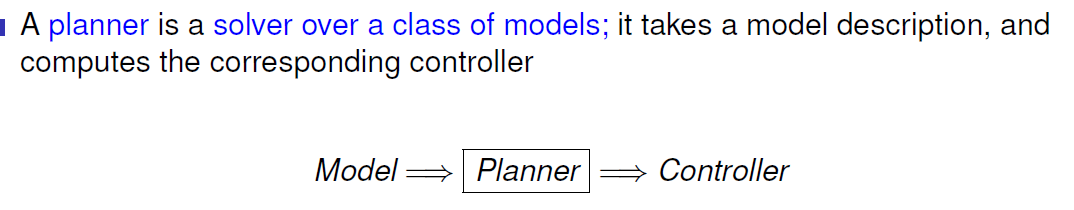 A planner is a solver over a class of models; it takes a model description, and
computes the corresponding controller
Model ⟹ Planner ⟹ Controller